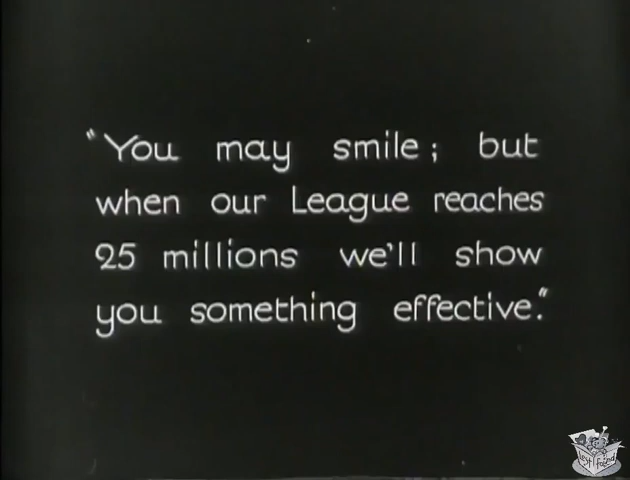 "You may smile; but
when our League reaches
25 millions we'll show
you something effective."